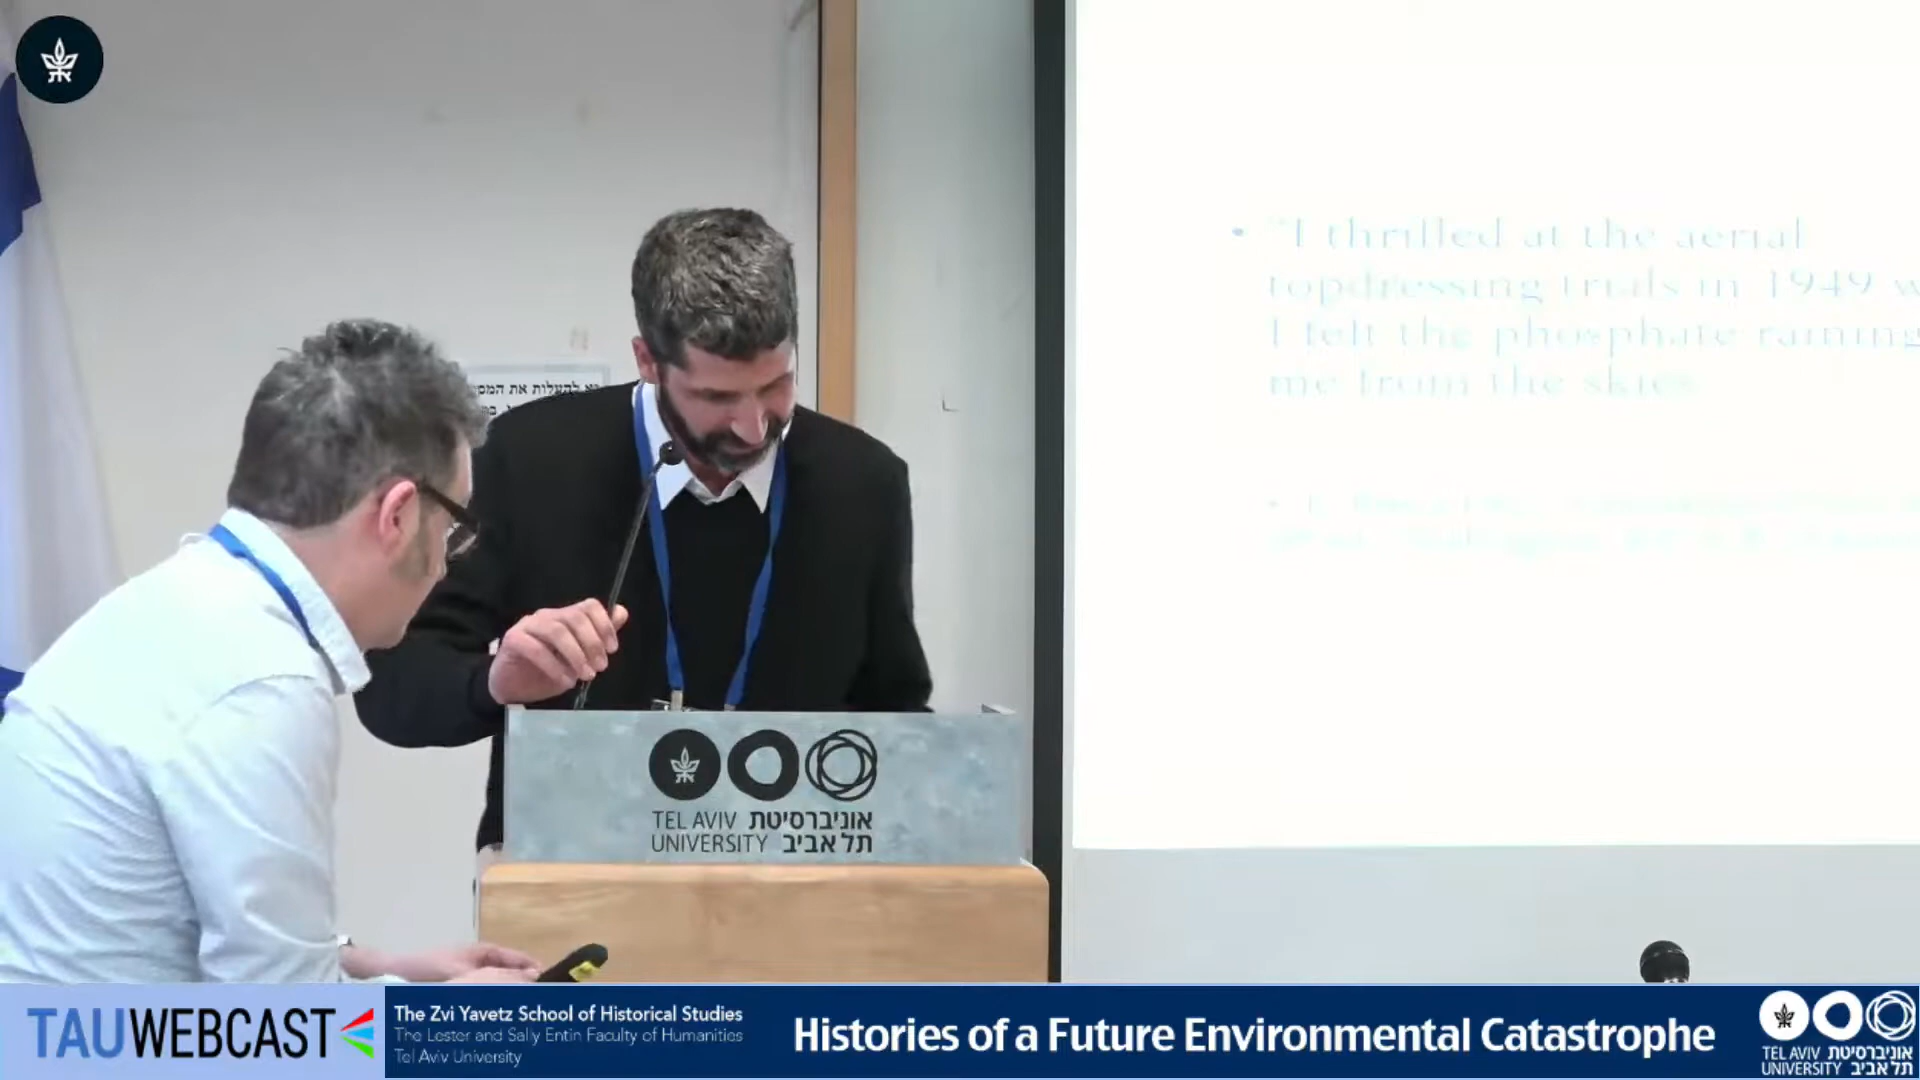 "I thrilled at the aerial
topdressing trials in 1949 w
I felt the phosphate raining
me from the skies
להעלות את
TEL AVIV אוניברסיטת
UNIVERSITY תל אביב
TAUWEBCAST
The Zvi Yavetz School of Historical Studies
The Lester and Sally Entin Faculty of Humanities
Tel Aviv University
Histories of a Future Environmental Catastrophe
TEL AVIV אוניברסיטת
UNIVERSITY תל אביב